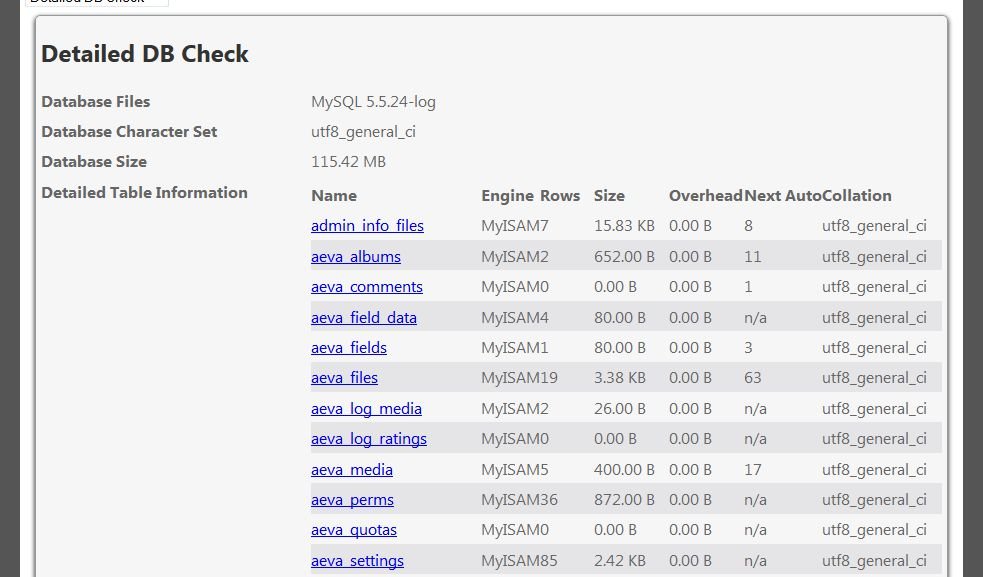 Detailed DB Check
Detailed DB Check
Database Files MySQL 5.5.24-log
Database Character Set utf8_general_ci
Database Size 115.42 MB
Detailed Table Information
Name Engine Rows Size Overhead Next Auto Collation
admin_info_files MyISAM 7 15.83 KB 0.00 B 8 utf8_general_ci
aeva_albums MyISAM 2 652.00 B 0.00 B 11 utf8_general_ci
aeva_comments MyISAM 0 0.00 B 0.00 B 1 utf8_general_ci
aeva_field_data MyISAM 4 80.00 B 0.00 B n/a utf8_general_ci
aeva_fields MyISAM 1 80.00 B 0.00 B 3 utf8_general_ci
aeva_files MyISAM 19 3.38 KB 0.00 B 63 utf8_general_ci
aeva_log_media MyISAM 2 26.00 B 0.00 B n/a utf8_general_ci
aeva_log_ratings MyISAM 0 0.00 B 0.00 B n/a utf8_general_ci
aeva_media MyISAM 5 400.00 B 0.00 B 17 utf8_general_ci
aeva_perms MyISAM 36 872.00 B 0.00 B n/a utf8_general_ci
aeva_quotas MyISAM 0 0.00 B 0.00 B n/a utf8_general_ci
aeva_settings MyISAM 85 2.42 KB 0.00 B n/a utf8_general_ci